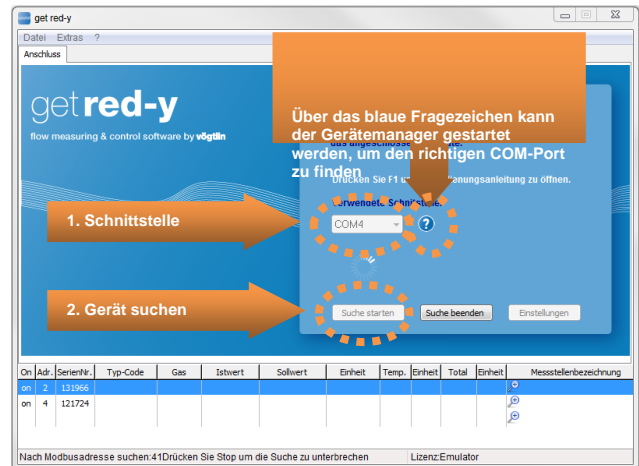 get red-y
Datei Extras ?
Anschluss
get red-y
flow measuring & control software by vögtlin
Über das blaue Fragezeichen kann
der Gerätemanager gestartet
werden, um den richtigen COM-Port
zu finden
Drücken Sie F1 u
enungsanleitung zu öffnen.
1. Schnittstelle
COM4
?
2. Gerät suchen
Suche starten
Suche beenden
Einstellungen
On Adr. SerienNr. Typ-Code Gas Istwert Sollwert Einheit Temp. Einheit Total Einheit Messstellenbezeichnung
on 2 131966
on 4 121724
Nach Modbusadresse suchen:41Drücken Sie Stop um die Suche zu unterbrechen Lizenz:Emulator